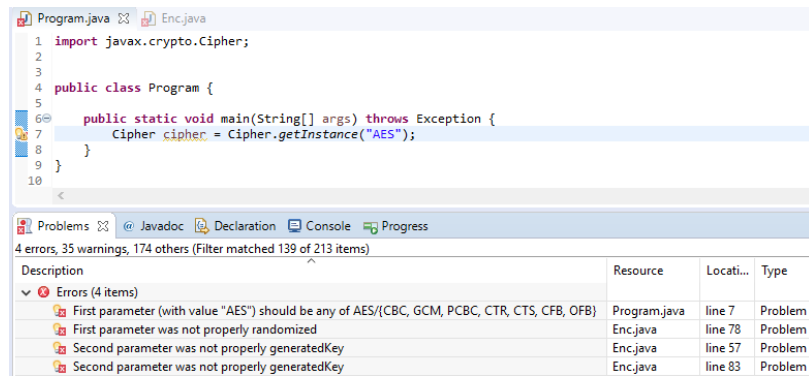 Program.java Enc.java
1 import javax.crypto.Cipher;
2
3
4 public class Program {
5
6 public static void main(String[] args) throws Exception {
7 Cipher cipher = Cipher.getInstance("AES");
8 }
9 }
10
Problems @ Javadoc Declaration Console Progress
4 errors, 35 warnings, 174 others (Filter matched 139 of 213 items)
Description Resource Locati... Type
Errors (4 items)
First parameter (with value "AES") should be any of AES/{CBC, GCM, PCBC, CTR, CTS, CFB, OFB} Program.java line 7 Problem
First parameter was not properly randomized Enc.java line 78 Problem
Second parameter was not properly generatedKey Enc.java line 57 Problem
Second parameter was not properly generatedKey Enc.java line 83 Problem